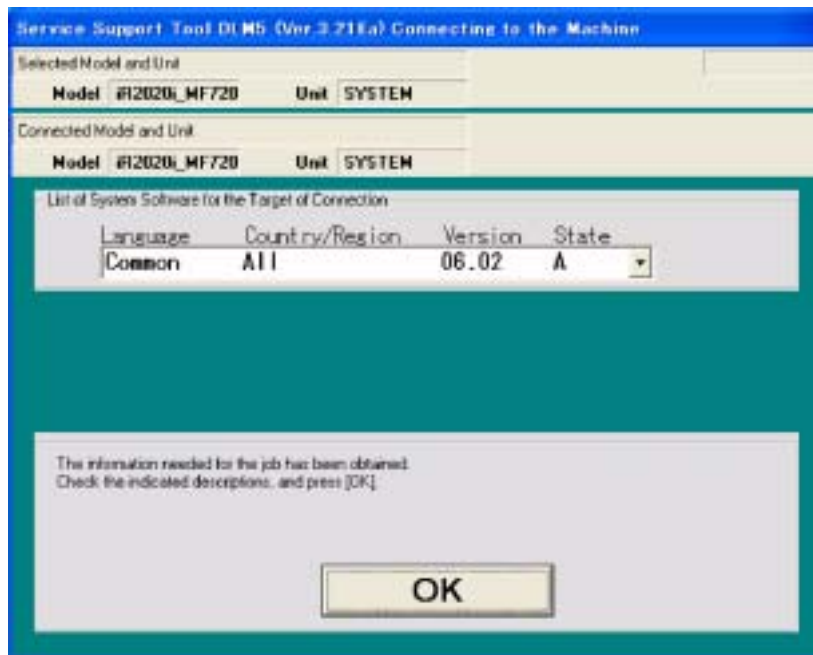 Service Support Tool DLM5 (Ver.3.21Ea) Connecting to the Machine
Selected Model and Unit
Model iR2020i_MF720 Unit SYSTEM
Connected Model and Unit
Model iR2020i_MF720 Unit SYSTEM
List of System Software for the Target of Connection
Language Country/Region Version State
Common All 06.02 A
The information needed for the job has been obtained.
Check the indicated descriptions, and press [OK].
OK